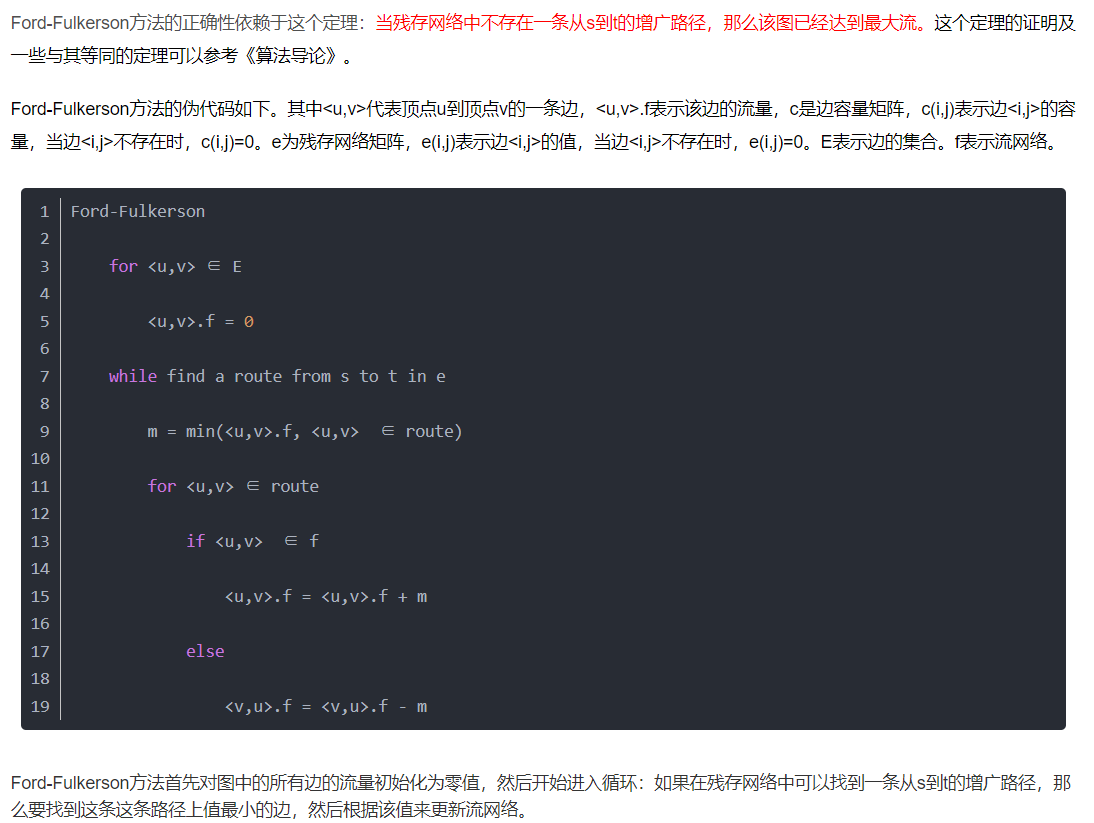 Ford-Fulkerson方法的正确性依赖于这个定理：当残存网络中不存在一条从s到t的增广路径，那么该图已经达到最大流。这个定理的证明及
一些与其等同的定理可以参考《算法导论》。
Ford-Fulkerson方法的伪代码如下。其中<u,v>代表顶点u到顶点v的一条边，<u,v>.f表示该边的流量，c是边容量矩阵，c(i,j)表示边<i,j>的容
量，当边<i,j>不存在时，c(i,j)=0。e为残存网络矩阵，e(i,j)表示边<i,j>的值，当边<i,j>不存在时，e(i,j)=0。E表示边的集合。f表示流网络。
1 Ford-Fulkerson
2
3 for <u,v> ∈ E
4
5 <u,v>.f = 0
6
7 while find a route from s to t in e
8
9 m = min(<u,v>.f, <u,v> ∈ route)
10
11 for <u,v> ∈ route
12
13 if <u,v> ∈ f
14
15 <u,v>.f = <u,v>.f + m
16
17 else
18
19 <v,u>.f = <v,u>.f - m
Ford-Fulkerson方法首先对图中的所有边的流量初始化为零值，然后开始进入循环：如果在残存网络中可以找到一条从s到t的增广路径，那
么要找到这条这条路径上值最小的边，然后根据该值来更新流网络。